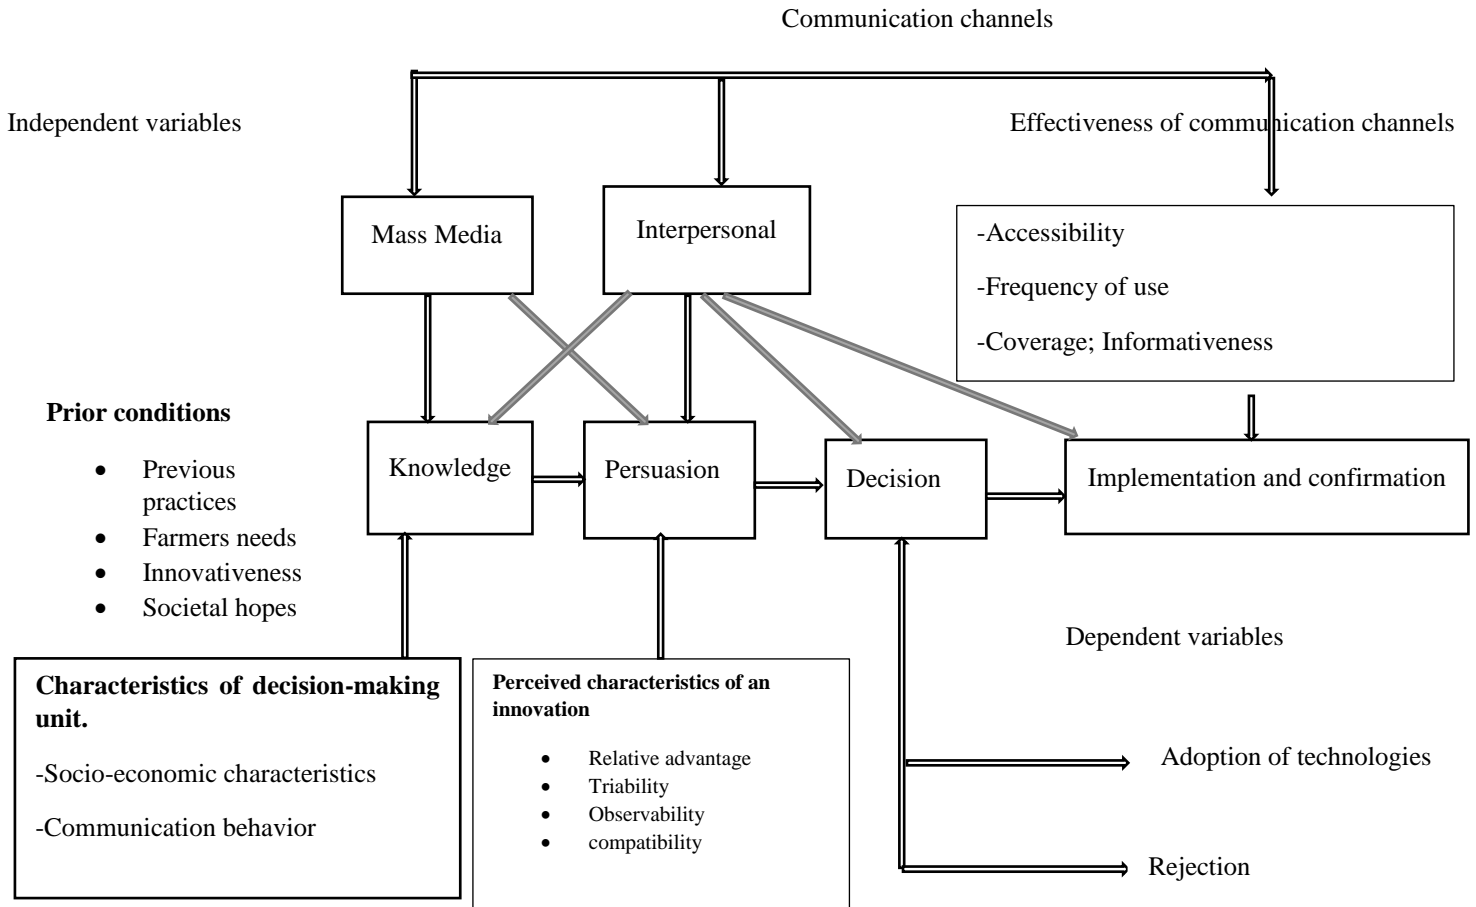 Communication channels
Independent variables
Effectiveness of communication channels
Mass Media
Interpersonal
-Accessibility
-Frequency of use
-Coverage; Informativeness
Prior conditions
• Previous
practices
• Farmers needs
• Innovativeness
• Societal hopes
Knowledge
Persuasion
Decision
Implementation and confirmation
Characteristics of decision-making
unit.
-Socio-economic characteristics
-Communication behavior
Perceived characteristics of an
innovation
• Relative advantage
• Triability
• Observability
• compatibility
Dependent variables
Adoption of technologies
Rejection